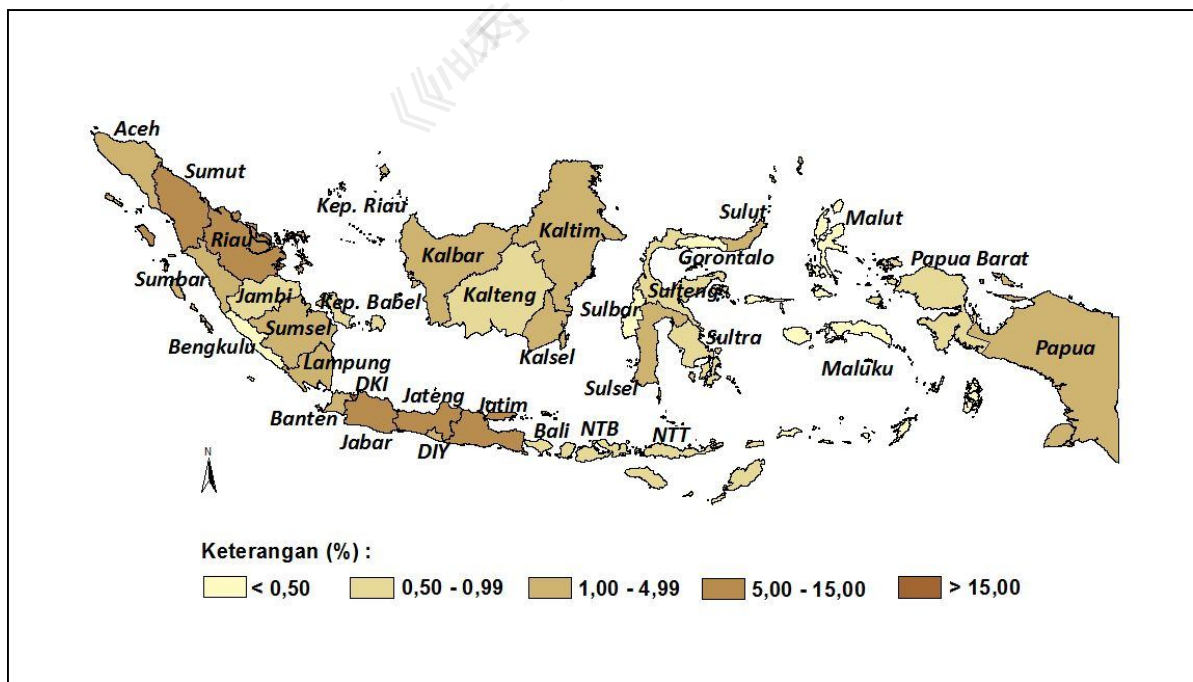 Aceh
Sumut
Kep. Riau
Riau
Sumbar
Jambi
Kep. Babel
Sumsel
Bengkulu
Lampung
DKI
Banten
Jabar
Jateng
DIY
Jatim
Bali
NTB
NTT
Kalbar
Kaltim
Kalteng
Kalsel
Sulut
Gorontalo
Sulteng
Sulbar
Sultra
Sulsel
Malut
Maluku
Papua Barat
Papua
N
Keterangan (%) :
< 0,50 0,50 - 0,99 1,00 - 4,99 5,00 - 15,00 > 15,00